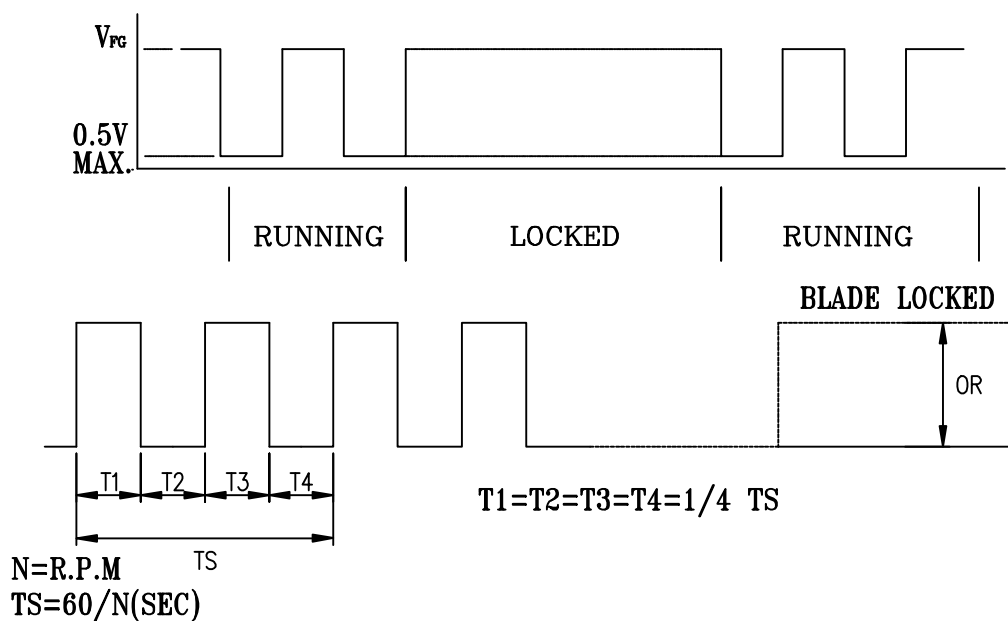 VFG
0.5V
MAX.
RUNNING LOCKED RUNNING
BLADE LOCKED
OR
T1 T2 T3 T4
T1=T2=T3=T4=1/4 TS
TS
N=R.P.M
TS=60/N(SEC)